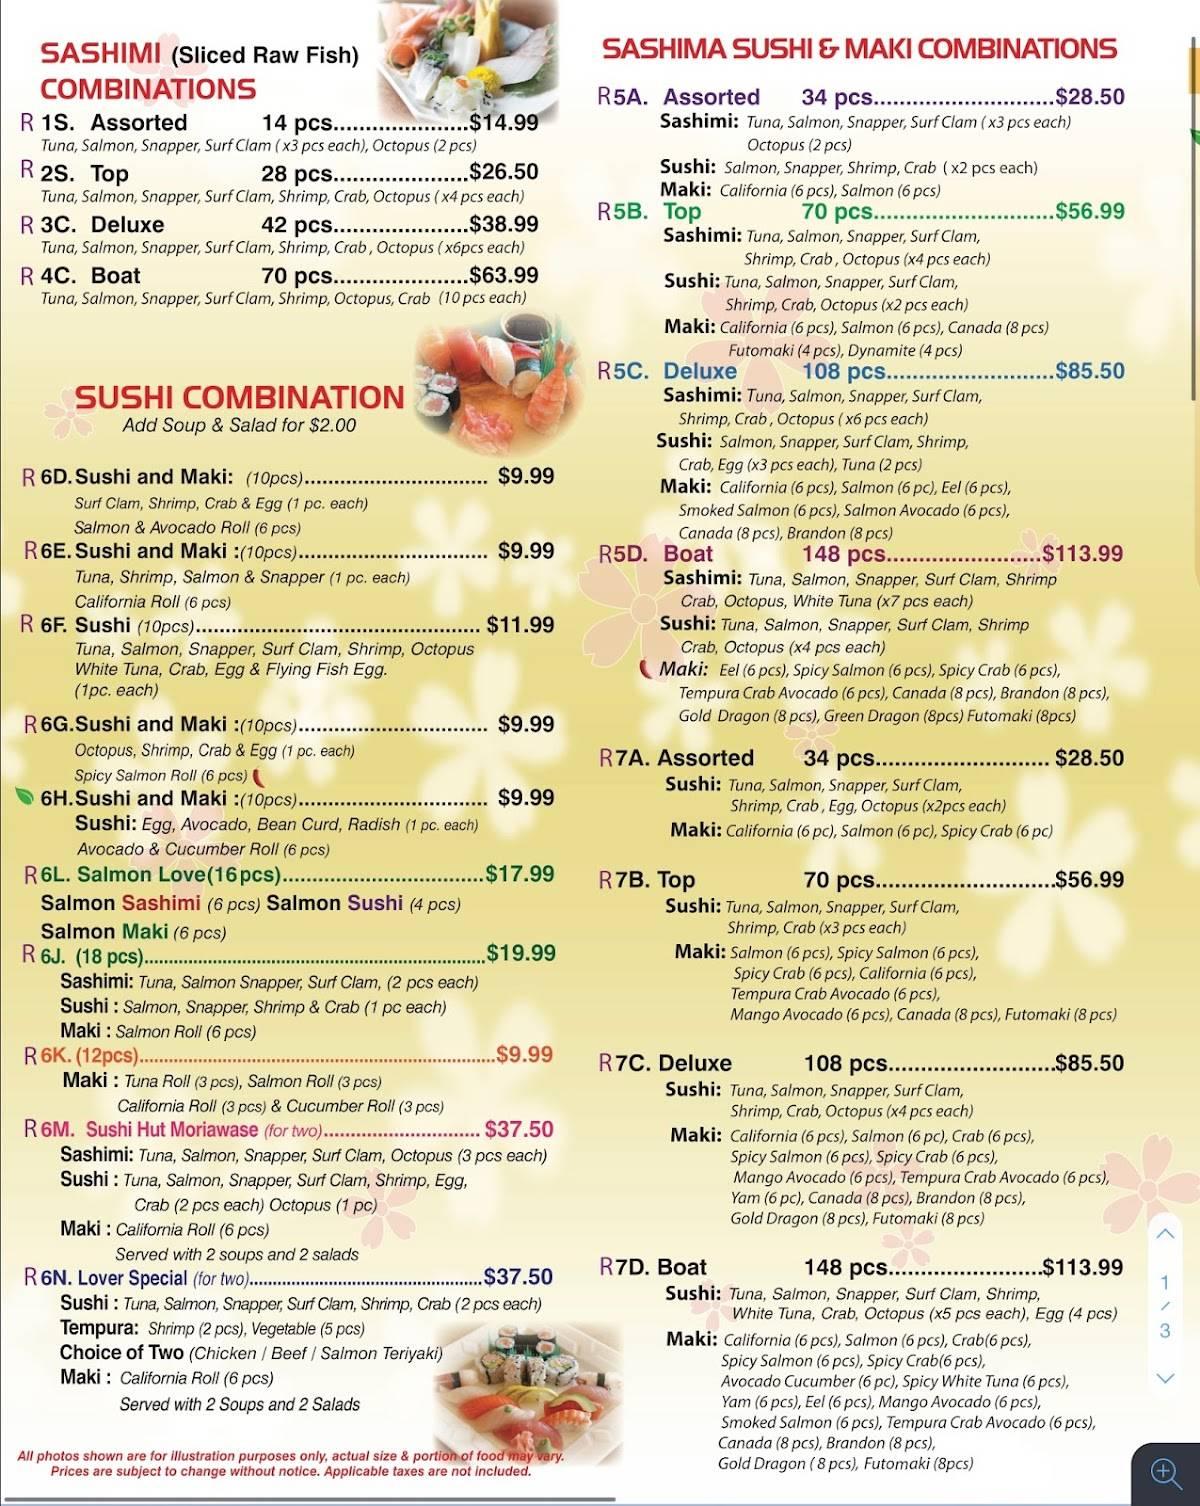 SASHIMI (Sliced Raw Fish)
COMBINATIONS
R 1S. Assorted 14 pcs.....................$14.99
Tuna, Salmon, Snapper, Surf Clam ( x3 pcs each), Octopus (2 pcs)
R 2S. Top 28 pcs.....................$26.50
Tuna, Salmon, Snapper, Surf Clam, Shrimp, Crab, Octopus ( x4 pcs each)
R 3C. Deluxe 42 pcs.....................$38.99
Tuna, Salmon, Snapper, Surf Clam, Shrimp, Crab , Octopus ( x6pcs each)
R 4C. Boat 70 pcs.....................$63.99
Tuna, Salmon, Snapper, Surf Clam, Shrimp, Octopus, Crab (10 pcs each)
SUSHI COMBINATION
Add Soup & Salad for $2.00
R 6D. Sushi and Maki: (10pcs)............................... $9.99
Surf Clam, Shrimp, Crab & Egg (1 pc. each)
Salmon & Avocado Roll (6 pcs)
R 6E. Sushi and Maki :(10pcs)............................... $9.99
Tuna, Shrimp, Salmon & Snapper (1 pc. each)
California Roll (6 pcs)
R 6F. Sushi (10pcs)............................................... $11.99
Tuna, Salmon, Snapper, Surf Clam, Shrimp, Octopus
White Tuna, Crab, Egg & Flying Fish Egg.
(1pc. each)
R 6G. Sushi and Maki :(10pcs)............................... $9.99
Octopus, Shrimp, Crab & Egg (1 pc. each)
Spicy Salmon Roll (6 pcs)
6H. Sushi and Maki :(10pcs)............................... $9.99
Sushi: Egg, Avocado, Bean Curd, Radish (1 pc. each)
Avocado & Cucumber Roll (6 pcs)
R 6L. Salmon Love(16pcs).................................$17.99
Salmon Sashimi (6 pcs) Salmon Sushi (4 pcs)
Salmon Maki (6 pcs)
R 6J. (18 pcs)..........................................................$19.99
Sashimi: Tuna, Salmon Snapper, Surf Clam, (2 pcs each)
Sushi : Salmon, Snapper, Shrimp & Crab (1 pc each)
Maki : Salmon Roll (6 pcs)
R 6K. (12pcs)..........................................................$9.99
Maki : Tuna Roll (3 pcs), Salmon Roll (3 pcs)
California Roll (3 pcs) & Cucumber Roll (3 pcs)
R 6M. Sushi Hut Moriawase (for two).......................... $37.50
Sashimi: Tuna, Salmon, Snapper, Surf Clam, Octopus (3 pcs each)
Sushi : Tuna, Salmon, Snapper, Surf Clam, Shrimp, Egg,
Crab (2 pcs each) Octopus (1 pc)
Maki : California Roll (6 pcs)
Served with 2 soups and 2 salads
R 6N. Lover Special (for two)..........................................$37.50
Sushi : Tuna, Salmon, Snapper, Surf Clam, Shrimp, Crab (2 pcs each)
Tempura: Shrimp (2 pcs), Vegetable (5 pcs)
Choice of Two (Chicken / Beef / Salmon Teriyaki)
Maki : California Roll (6 pcs)
Served with 2 Soups and 2 Salads
All photos shown are for illustration purposes only, actual size & portion of food may vary.
Prices are subject to change without notice. Applicable taxes are not included.
SASHIMA SUSHI & MAKI COMBINATIONS
R 5A. Assorted 34 pcs............................$28.50
Sashimi: Tuna, Salmon, Snapper, Surf Clam ( x3 pcs each)
Octopus (2 pcs)
Sushi: Salmon, Snapper, Shrimp, Crab ( x2 pcs each)
Maki: California (6 pcs), Salmon (6 pcs)
R 5B. Top 70 pcs............................$56.99
Sashimi: Tuna, Salmon, Snapper, Surf Clam,
Shrimp, Crab , Octopus (x4 pcs each)
Sushi: Tuna, Salmon, Snapper, Surf Clam,
Shrimp, Crab, Octopus (x2 pcs each)
Maki: California (6 pcs), Salmon (6 pcs), Canada (8 pcs)
Futomaki (4 pcs), Dynamite (4 pcs)
R 5C. Deluxe 108 pcs..........................$85.50
Sashimi: Tuna, Salmon, Snapper, Surf Clam,
Shrimp, Crab , Octopus ( x6 pcs each)
Sushi: Salmon, Snapper, Surf Clam, Shrimp,
Crab, Egg (x3 pcs each), Tuna (2 pcs)
Maki: California (6 pcs), Salmon (6 pc), Eel (6 pcs),
Smoked Salmon (6 pcs), Salmon Avocado (6 pcs),
Canada (8 pcs), Brandon (8 pcs)
R 5D. Boat 148 pcs........................$113.99
Sashimi: Tuna, Salmon, Snapper, Surf Clam, Shrimp
Crab, Octopus, White Tuna (x7 pcs each)
Sushi: Tuna, Salmon, Snapper, Surf Clam, Shrimp
Crab, Octopus (x4 pcs each)
Maki: Eel (6 pcs), Spicy Salmon (6 pcs), Spicy Crab (6 pcs),
Tempura Crab Avocado (6 pcs), Canada (8 pcs), Brandon (8 pcs),
Gold Dragon (8 pcs), Green Dragon (8pcs) Futomaki (8pcs)
R 7A. Assorted 34 pcs........................... $28.50
Sushi: Tuna, Salmon, Snapper, Surf Clam,
Shrimp, Crab , Egg, Octopus (x2pcs each)
Maki: California (6 pc), Salmon (6 pc), Spicy Crab (6 pc)
R 7B. Top 70 pcs............................$56.99
Sushi: Tuna, Salmon, Snapper, Surf Clam,
Shrimp, Crab (x3 pcs each)
Maki: Salmon (6 pcs), Spicy Salmon (6 pcs),
Spicy Crab (6 pcs), California (6 pcs),
Tempura Crab Avocado (6 pcs),
Mango Avocado (6 pcs), Canada (8 pcs), Futomaki (8 pcs)
R 7C. Deluxe 108 pcs..........................$85.50
Sushi: Tuna, Salmon, Snapper, Surf Clam,
Shrimp, Crab, Octopus (x4 pcs each)
Maki: California (6 pcs), Salmon (6 pc), Crab (6 pcs),
Spicy Salmon (6 pcs), Spicy Crab (6 pcs),
Mango Avocado (6 pcs), Tempura Crab Avocado (6 pcs),
Yam (6 pc), Canada (8 pcs), Brandon (8 pcs),
Gold Dragon (8 pcs), Futomaki (8 pcs)
R 7D. Boat 148 pcs........................$113.99
Sushi: Tuna, Salmon, Snapper, Surf Clam, Shrimp,
White Tuna, Crab, Octopus (x5 pcs each), Egg (4 pcs)
Maki: California (6 pcs), Salmon (6 pcs), Crab(6 pcs),
Spicy Salmon (6 pcs), Spicy Crab(6 pcs),
Avocado Cucumber (6 pc), Spicy White Tuna (6 pcs),
Yam (6 pcs), Eel (6 pcs), Mango Avocado (6 pcs),
Smoked Salmon (6 pcs), Tempura Crab Avocado (6 pcs),
Canada (8 pcs), Brandon (8 pcs),
Gold Dragon ( 8 pcs), Futomaki (8pcs)
1
/
3